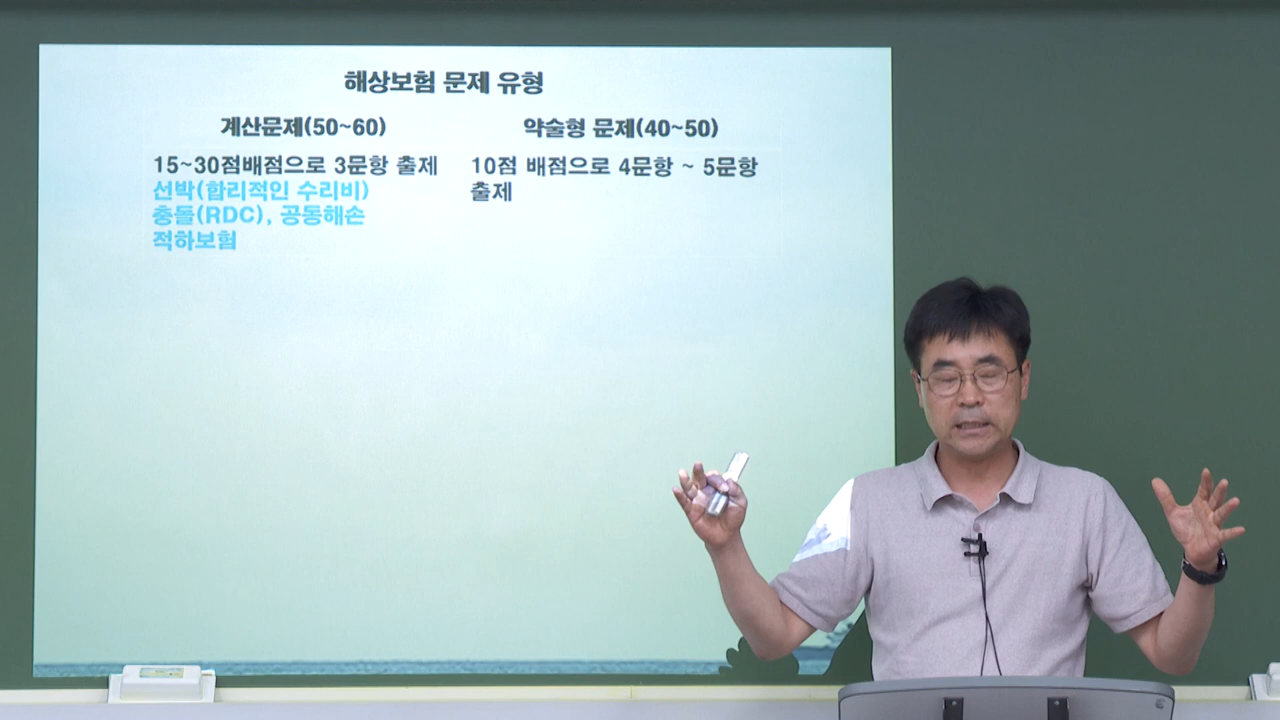 해상보험 문제 유형
계산문제(50~60)
약술형 문제(40~50)
15~30점배점으로 3문항 출제
선박(합리적인 수리비)
충돌(RDC), 공동해손
적하보험
10점 배점으로 4문항 ~ 5문항
출제